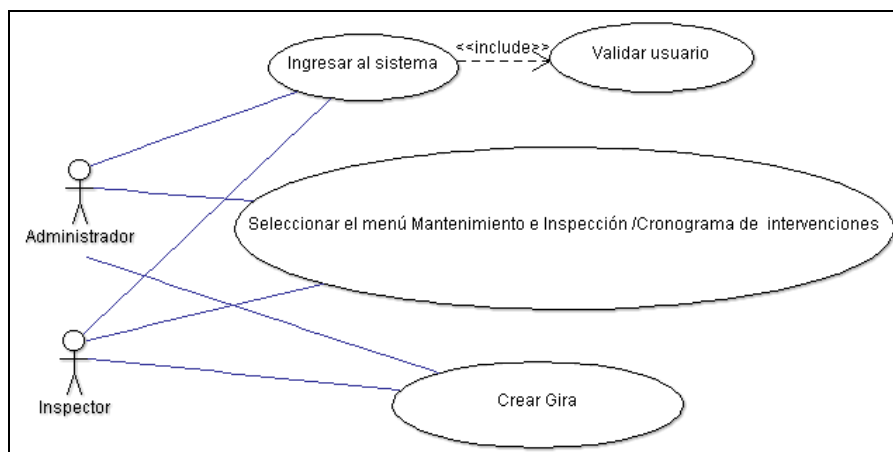 <<include>>
Ingresar al sistema
Validar usuario
Seleccionar el menú Mantenimiento e Inspección /Cronograma de intervenciones
Administrador
Inspector
Crear Gira